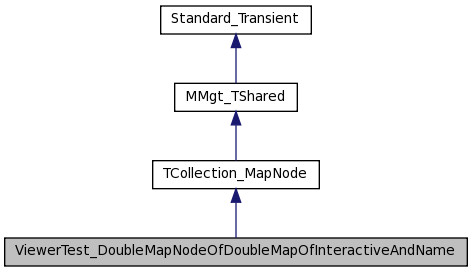 Standard_Transient
MMgt_TShared
TCollection_MapNode
ViewerTest_DoubleMapNodeOfDoubleMapOfInteractiveAndName